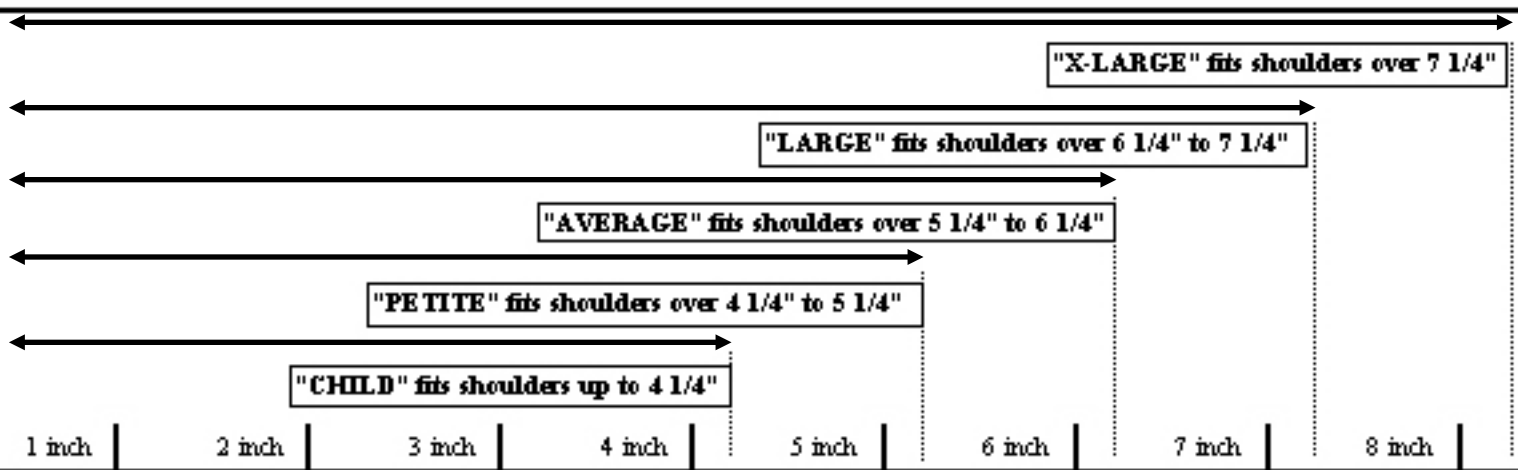 "X-LARGE" fits shoulders over 7 1/4"
"LARGE" fits shoulders over 6 1/4" to 7 1/4"
"AVERAGE" fits shoulders over 5 1/4" to 6 1/4"
"PETITE" fits shoulders over 4 1/4" to 5 1/4"
"CHILD" fits shoulders up to 4 1/4"
1 inch 2 inch 3 inch 4 inch 5 inch 6 inch 7 inch 8 inch